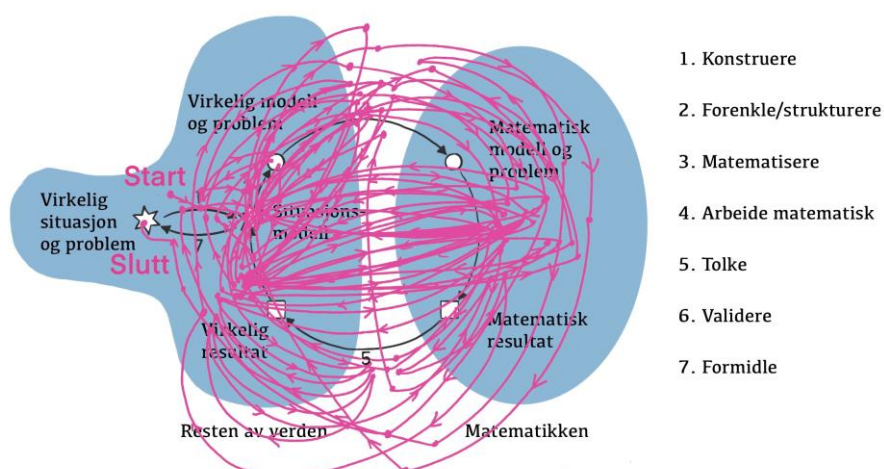 Virkelig modell
og problem
Matematisk
modell og
problem
Start
1
Virkelig
situasjon
og problem
Situasjons-
modell
7
Slutt
Virkelig
resultat
Matematisk
resultat
5
Resten av verden
Matematikken
1. Konstruere
2. Forenkle/strukturere
3. Matematisere
4. Arbeide matematisk
5. Tolke
6. Validere
7. Formidle